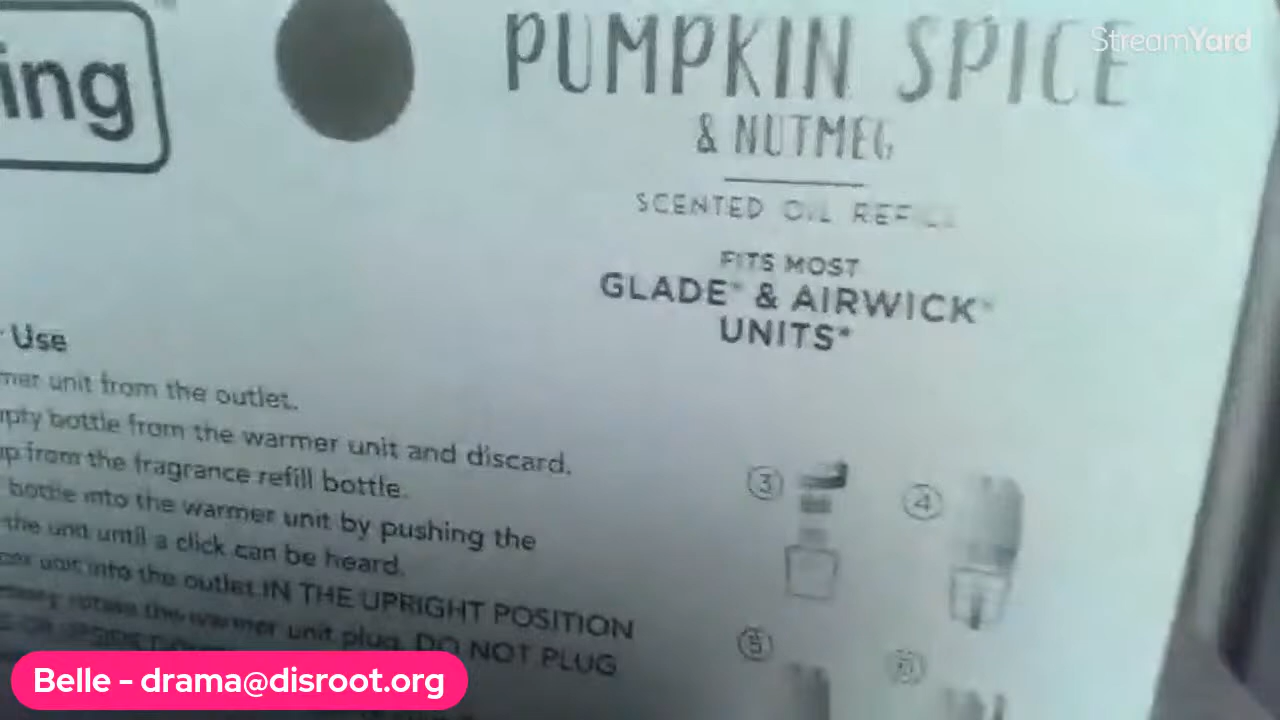 ing
PUMPKIN SPICE
& NUTMEG
SCENTED OIL REFILL
FITS MOST
GLADE & AIRWICK
UNITS*
Use
unit from the outlet.
bottle from the warmer unit and discard.
from the fragrance refill bottle.
bottle into the warmer unit by pushing the
the unit until a click can be heard.
unit into the outlet IN THE UPRIGHT POSITION
rotate the warmer unit plug. DO NOT PLUG
3
4
5
6
StreamYard
Belle - drama@disroot.org